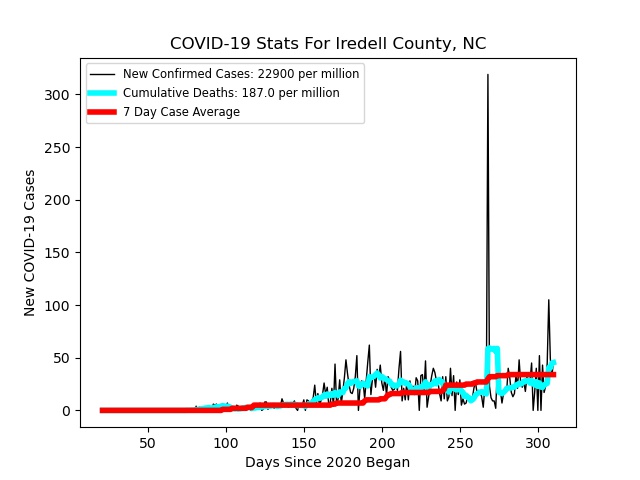 COVID-19 Stats For Iredell County, NC
New Confirmed Cases: 22900 per million
Cumulative Deaths: 187.0 per million
7 Day Case Average
New COVID-19 Cases
300
250
200
150
100
50
0
50 100 150 200 250 300
Days Since 2020 Began